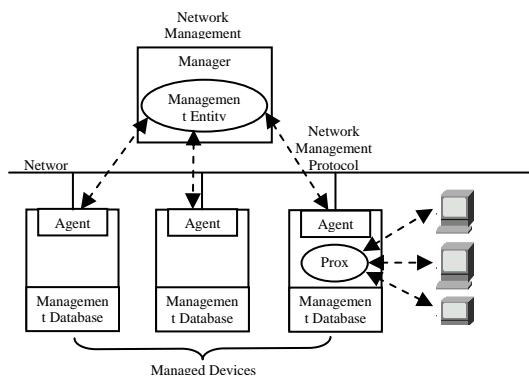 Network
Management
Manager
Managemen
t Entity
Network
Management
Protocol
Networ
Agent
Agent
Agent
Prox
Managemen
t Database
Managemen
t Database
Managemen
t Database
Managed Devices